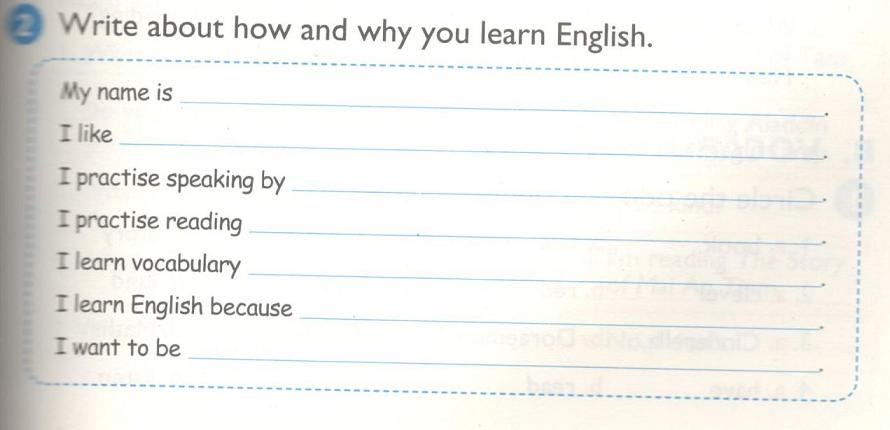 2 Write about how and why you learn English.
My name is .
I like .
I practise speaking by .
I practise reading .
I learn vocabulary .
I learn English because .
I want to be .